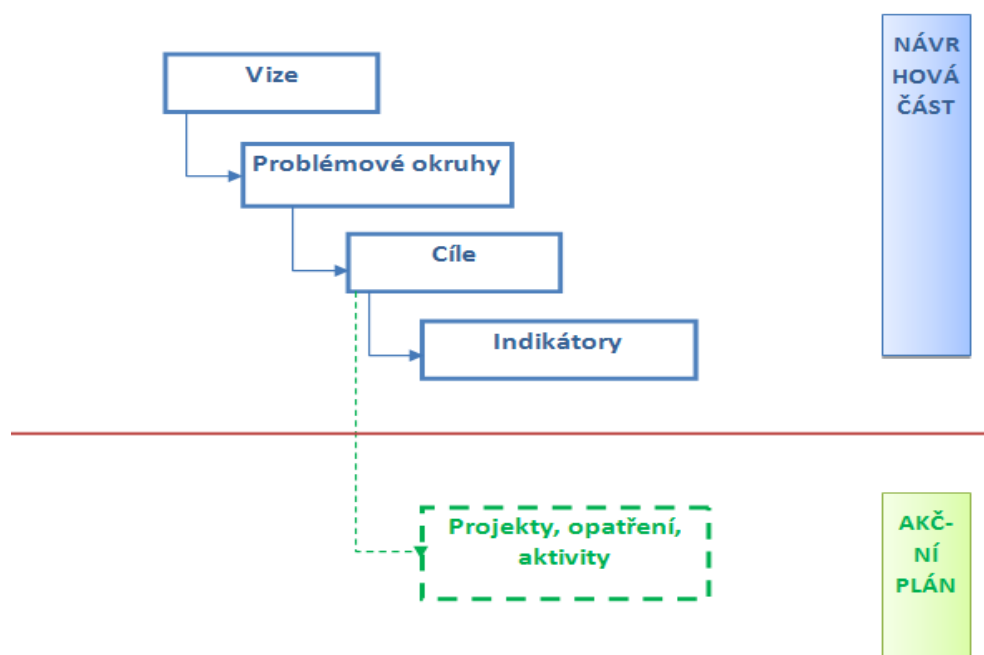 Vize
Problémové okruhy
Cíle
Indikátory
NÁVR
HOVÁ
ČÁST
Projekty, opatření,
aktivity
AKČ-
NÍ
PLÁN